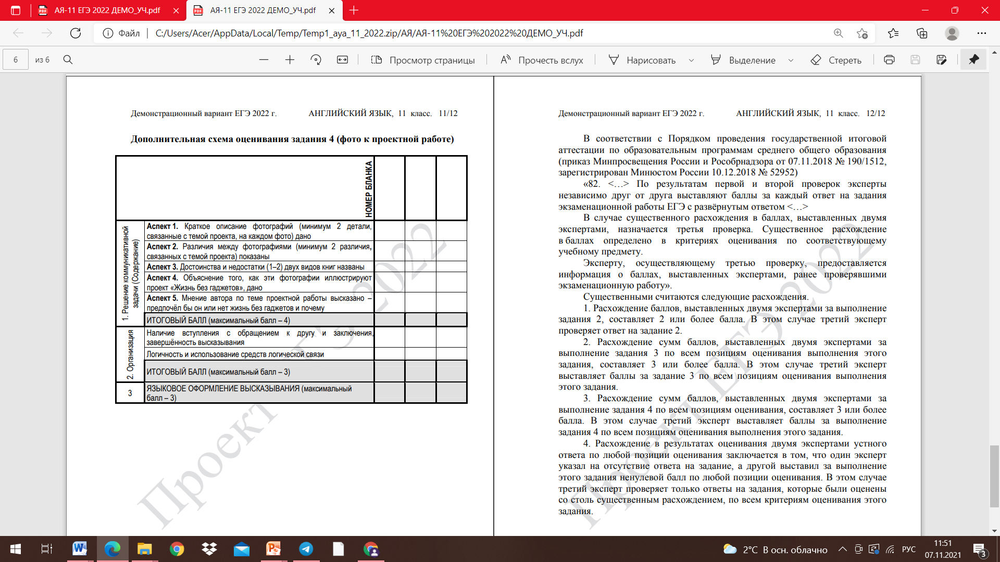 АЯ-11 ЕГЭ 2022 ДЕМО_УЧ.pdf
АЯ-11 ЕГЭ 2022 ДЕМО_УЧ.pdf
Файл
C:/Users/Acer/AppData/Local/Temp/Temp1_aya_11_2022.zip/АЯ/АЯ-11%20ЕГЭ%202022%20ДЕМО_УЧ.pdf
6 из 6
Просмотр страницы
Прочесть вслух
Нарисовать
Выделение
Стереть
Демонстрационный вариант ЕГЭ 2022 г. АНГЛИЙСКИЙ ЯЗЫК, 11 класс. 11/12
Дополнительная схема оценивания задания 4 (фото к проектной работе)
НОМЕР БЛАНКА
1. Решение коммуникативной
задачи (Содержание)
Аспект 1. Краткое описание фотографий (минимум 2 детали,
связанные с темой проекта, на каждом фото) дано
Аспект 2. Различия между фотографиями (минимум 2 различия,
связанных с темой проекта) показаны
Аспект 3. Достоинства и недостатки (1–2) двух видов книг названы
Аспект 4. Объяснение того, как эти фотографии иллюстрируют
проект «Жизнь без гаджетов», дано
Аспект 5. Мнение автора по теме проектной работы высказано –
предпочёл бы он или нет жизнь без гаджетов и почему
ИТОГОВЫЙ БАЛЛ (максимальный балл – 4)
2. Организация
Наличие вступления с обращением к другу и заключения,
завершённость высказывания
Логичность и использование средств логической связи
ИТОГОВЫЙ БАЛЛ (максимальный балл – 3)
3
ЯЗЫКОВОЕ ОФОРМЛЕНИЕ ВЫСКАЗЫВАНИЯ (максимальный
балл – 3)
Проект ЕГЭ 2022
Демонстрационный вариант ЕГЭ 2022 г. АНГЛИЙСКИЙ ЯЗЫК, 11 класс. 12/12
В соответствии с Порядком проведения государственной итоговой
аттестации по образовательным программам среднего общего образования
(приказ Минпросвещения России и Рособрнадзора от 07.11.2018 № 190/1512,
зарегистрирован Минюстом России 10.12.2018 № 52952)
«82. <…> По результатам первой и второй проверок эксперты
независимо друг от друга выставляют баллы за каждый ответ на задания
экзаменационной работы ЕГЭ с развёрнутым ответом <…>
В случае существенного расхождения в баллах, выставленных двумя
экспертами, назначается третья проверка. Существенное расхождение
в баллах определено в критериях оценивания по соответствующему
учебному предмету.
Эксперту, осуществляющему третью проверку, предоставляется
информация о баллах, выставленных экспертами, ранее проверявшими
экзаменационную работу».
Существенными считаются следующие расхождения.
1. Расхождение баллов, выставленных двумя экспертами за выполнение
задания 2, составляет 2 или более балла. В этом случае третий эксперт
проверяет ответ на задание 2.
2. Расхождение сумм баллов, выставленных двумя экспертами за
выполнение задания 3 по всем позициям оценивания выполнения этого
задания, составляет 3 или более балла. В этом случае третий эксперт
выставляет баллы за задание 3 по всем позициям оценивания выполнения
этого задания.
3. Расхождение сумм баллов, выставленных двумя экспертами за
выполнение задания 4 по всем позициям оценивания, составляет 3 или более
балла. В этом случае третий эксперт выставляет баллы за выполнение
задания 4 по всем позициям оценивания выполнения этого задания.
4. Расхождение в результатах оценивания двумя экспертами устного
ответа по любой позиции оценивания заключается в том, что один эксперт
указал на отсутствие ответа на задание, а другой выставил за выполнение
этого задания ненулевой балл по любой позиции оценивания. В этом случае
третий эксперт проверяет только ответы на задания, которые были оценены
со столь существенным расхождением, по всем критериям оценивания этого
задания.
Проект ЕГЭ 2022
2°C В осн. облачно
РУС
11:51
07.11.2021
3